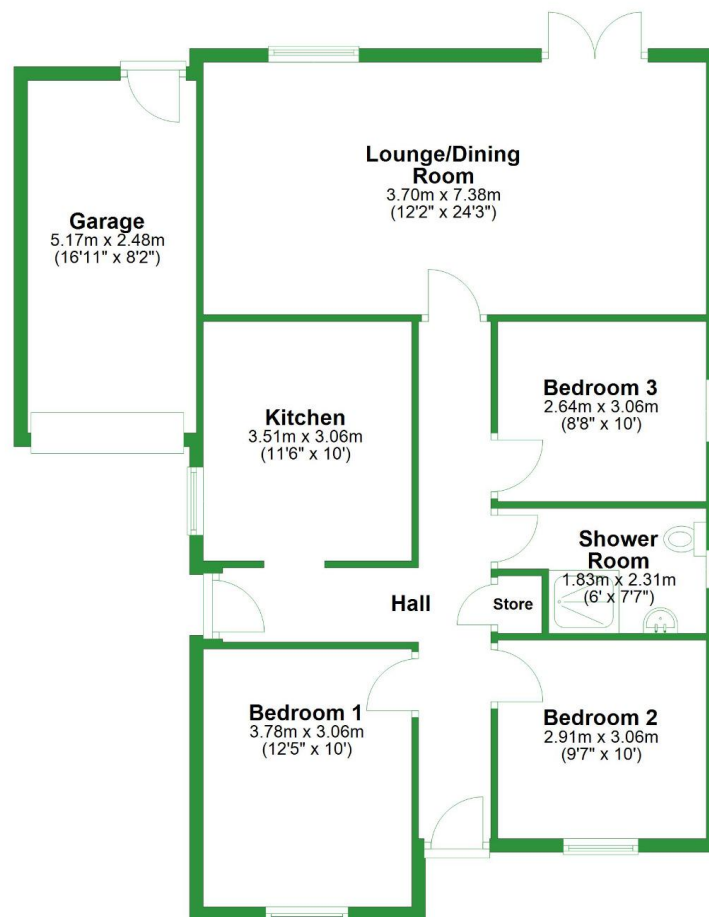 Lounge/Dining
Room
3.70m x 7.38m
(12'2" x 24'3")
Garage
5.17m x 2.48m
(16'11" x 8'2")
Kitchen
3.51m x 3.06m
(11'6" x 10')
Bedroom 3
2.64m x 3.06m
(8'8" x 10')
Shower
Room
1.83m x 2.31m
(6' x 7'7")
Hall
Store
Bedroom 1
3.78m x 3.06m
(12'5" x 10')
Bedroom 2
2.91m x 3.06m
(9'7" x 10')